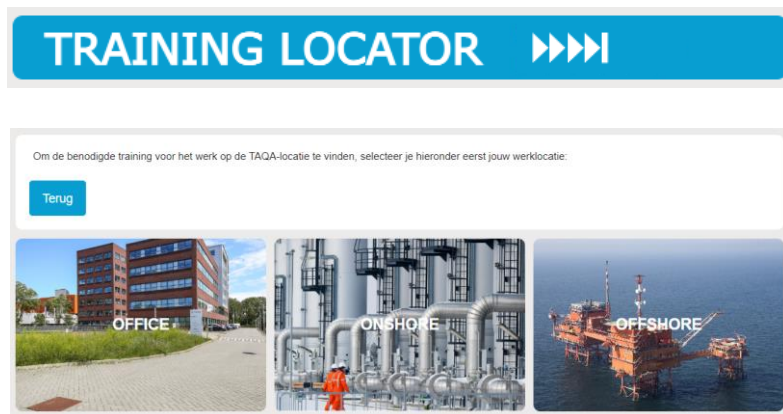 TRAINING LOCATOR
Om de benodigde training voor het werk op de TAQA-locatie te vinden, selecteer je hieronder eerst jouw werklocatie:
Terug
OFFICE
ONSHORE
OFFSHORE